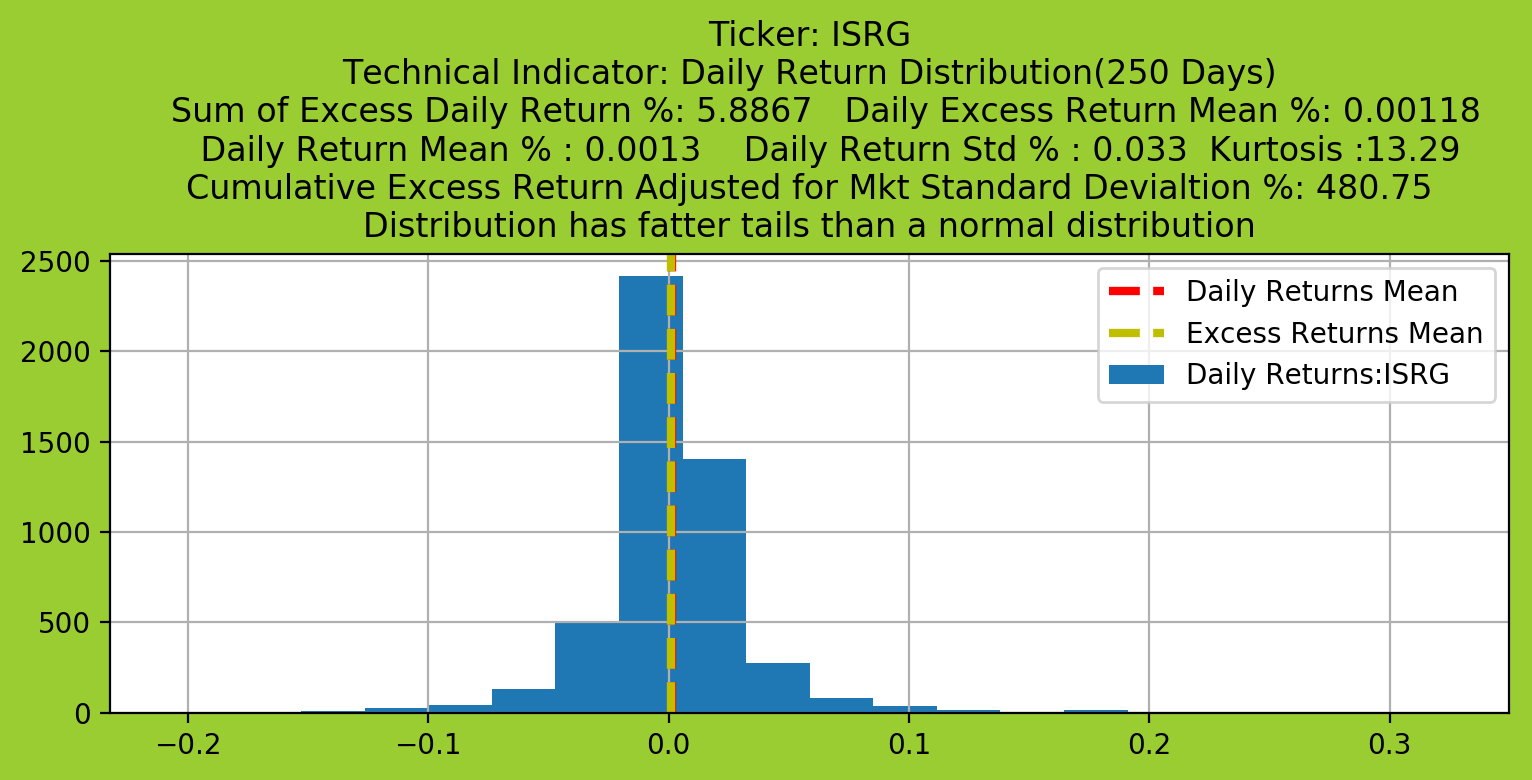 Ticker: ISRG
Technical Indicator: Daily Return Distribution(250 Days)
Sum of Excess Daily Return %: 5.8867   Daily Excess Return Mean %: 0.00118
Daily Return Mean % : 0.0013    Daily Return Std % : 0.033  Kurtosis :13.29
Cumulative Excess Return Adjusted for Mkt Standard Devialtion %: 480.75
Distribution has fatter tails than a normal distribution
2500
2000
1500
1000
500
0
Daily Returns Mean
Excess Returns Mean
Daily Returns:ISRG
−0.2 −0.1 0.0 0.1 0.2 0.3